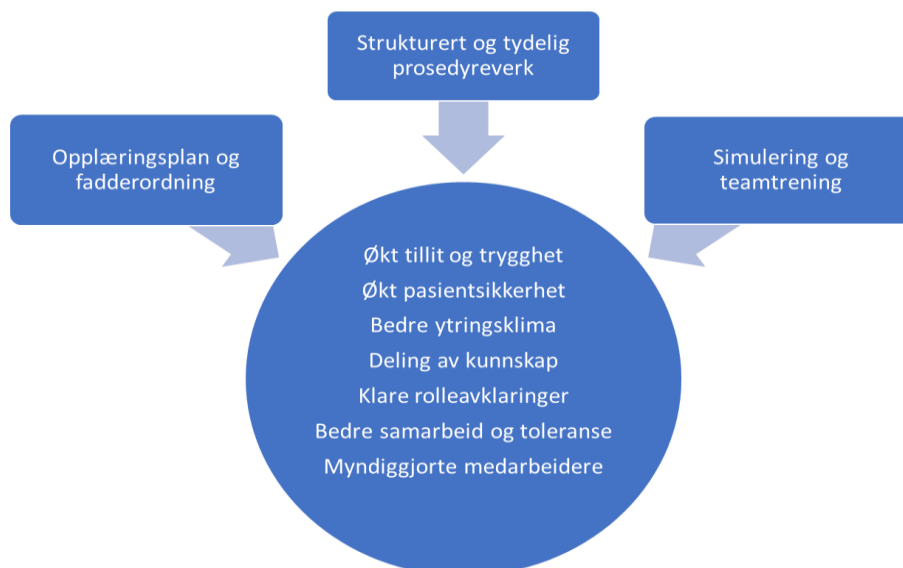 Strukturert og tydelig
prosedyreverk
Opplæringsplan og
fadderordning
Simulering og
teamtrening
Økt tillit og trygghet
Økt pasientsikkerhet
Bedre ytringsklima
Deling av kunnskap
Klare rolleavklaringer
Bedre samarbeid og toleranse
Myndiggjorte medarbeidere